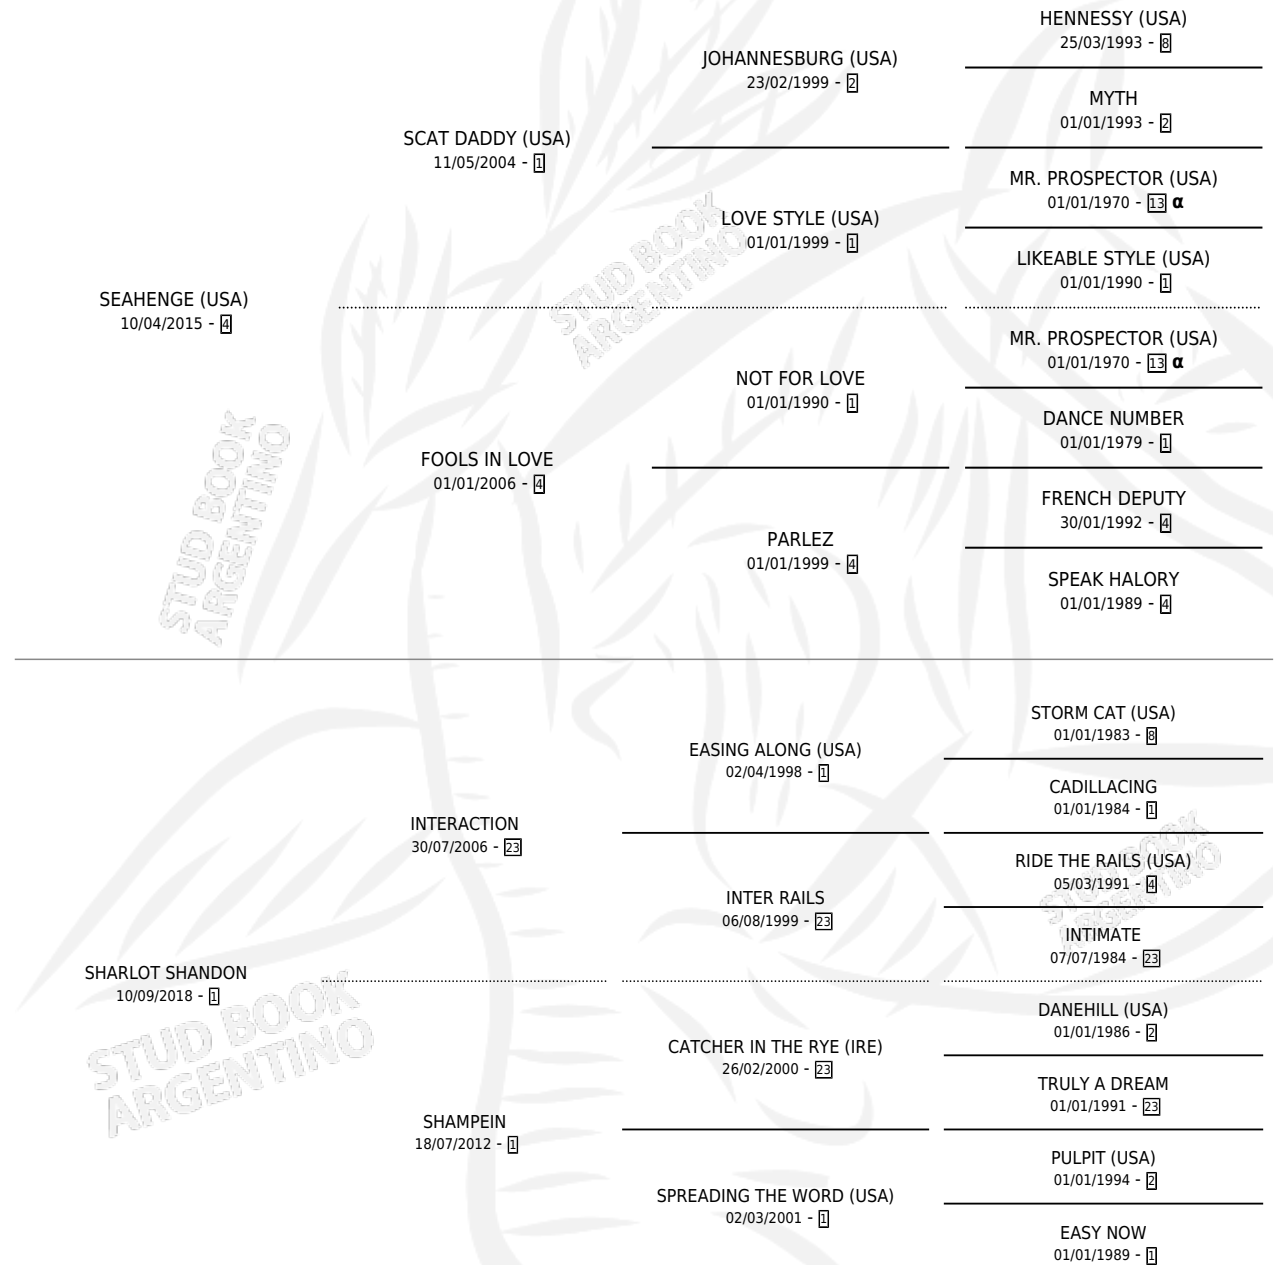 HENNESSY (USA)
25/03/1993 - 8
JOHANNESBURG (USA)
23/02/1999 - 2
MYTH
01/01/1993 - 2
SCAT DADDY (USA)
11/05/2004 - 1
MR. PROSPECTOR (USA)
01/01/1970 - 13 α
LOVE STYLE (USA)
01/01/1999 - 1
LIKEABLE STYLE (USA)
01/01/1990 - 1
SEAHENGE (USA)
10/04/2015 - 4
MR. PROSPECTOR (USA)
01/01/1970 - 13 α
NOT FOR LOVE
01/01/1990 - 1
DANCE NUMBER
01/01/1979 - 1
FOOLS IN LOVE
01/01/2006 - 4
FRENCH DEPUTY
30/01/1992 - 4
PARLEZ
01/01/1999 - 4
SPEAK HALORY
01/01/1989 - 4
STORM CAT (USA)
01/01/1983 - 8
EASING ALONG (USA)
02/04/1998 - 1
CADILLACING
01/01/1984 - 1
INTERACTION
30/07/2006 - 23
RIDE THE RAILS (USA)
05/03/1991 - 4
INTER RAILS
06/08/1999 - 23
INTIMATE
07/07/1984 - 23
SHARLOT SHANDON
10/09/2018 - 1
DANEHILL (USA)
01/01/1986 - 2
CATCHER IN THE RYE (IRE)
26/02/2000 - 23
TRULY A DREAM
01/01/1991 - 23
SHAMPEIN
18/07/2012 - 1
PULPIT (USA)
01/01/1994 - 2
SPREADING THE WORD (USA)
02/03/2001 - 1
EASY NOW
01/01/1989 - 1
STUD BOOK
ARGENTINO
STUD BOOK
ARGENTINO
STUD BOOK
ARGENTINO
STUD BOOK
ARGENTINO